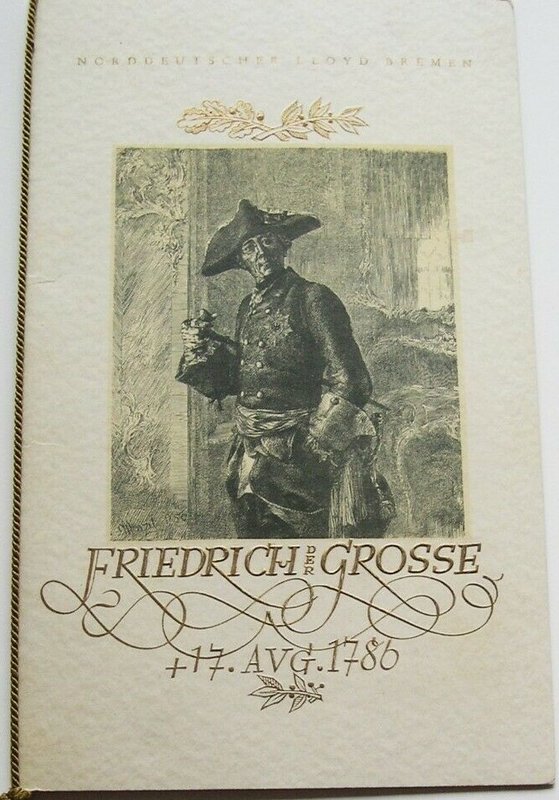 NORDDEUTSCHER LLOYD BREMEN
FRIEDRICH DER GROSSE
+ 17. AVG. 1786